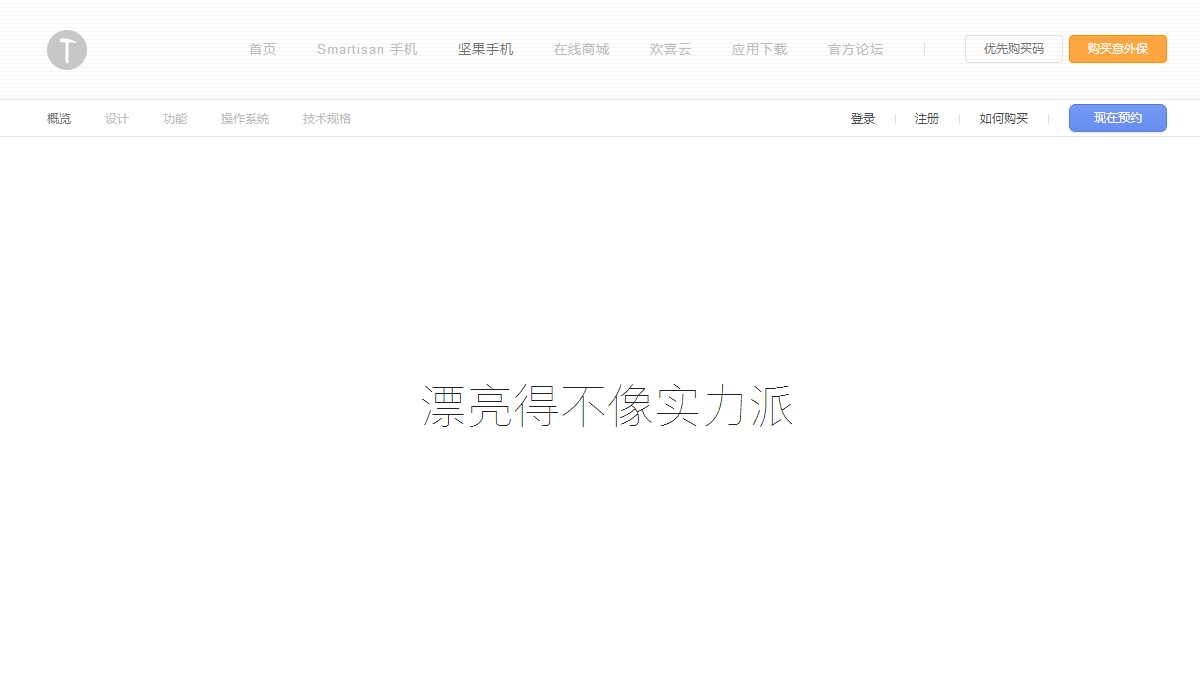 首页 Smartisan 手机 坚果手机 在线商城 欢喜云 应用下载 官方论坛 优先购买码 购买意外保
概览 设计 功能 操作系统 技术规格 登录 注册 如何购买 现在预约
漂亮得不像实力派